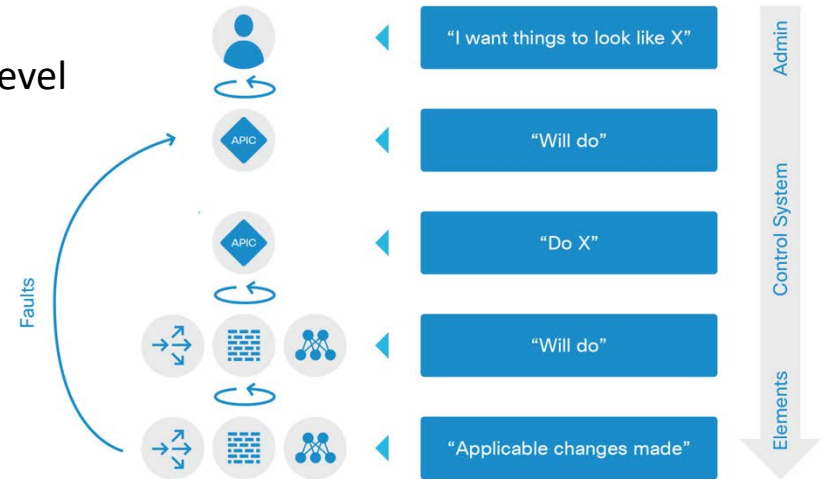 evel
“I want things to look like X”
APIC
“Will do”
APIC
“Do X”
“Will do”
“Applicable changes made”
Faults
Admin
Control System
Elements